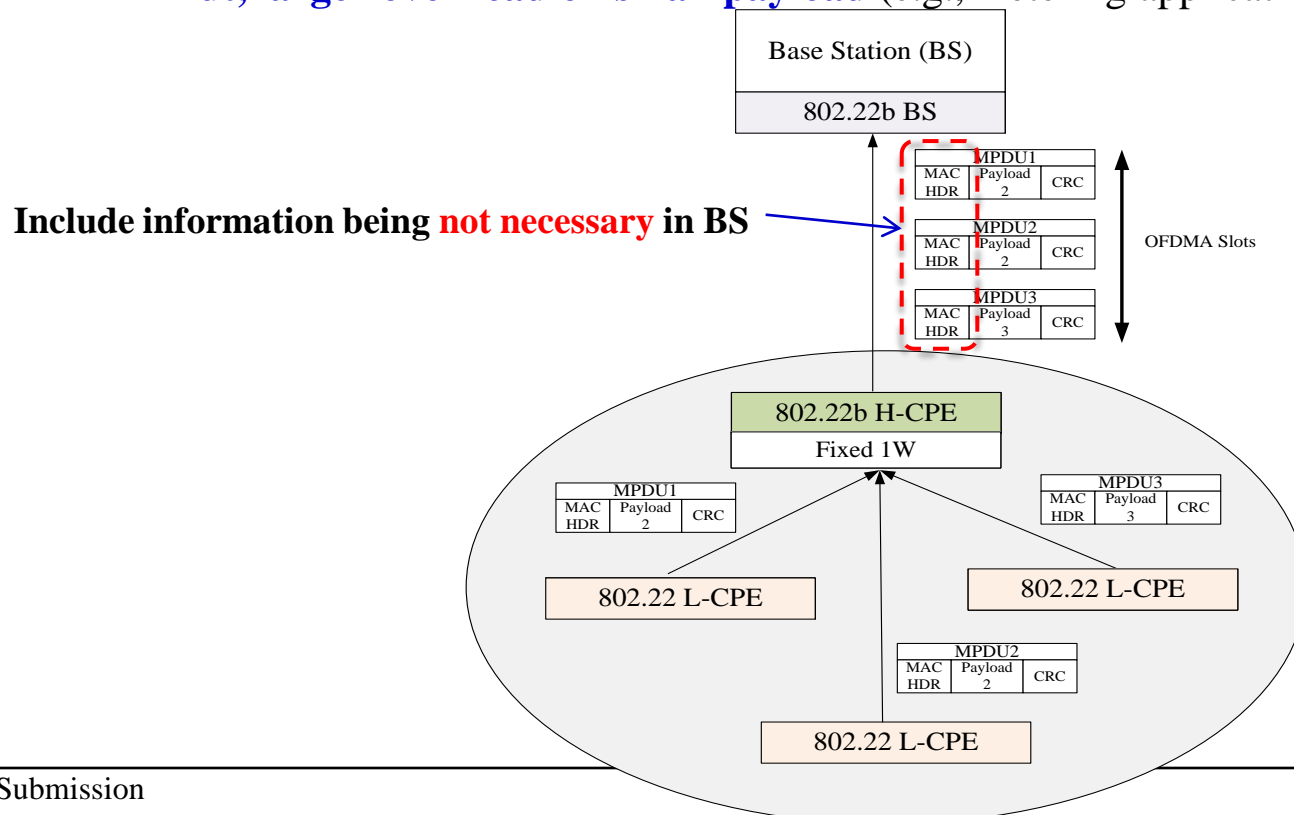 Base Station (BS)
802.22b BS
MPDU1
MAC HDR Payload 2 CRC
Include information being not necessary in BS
MPDU2
MAC HDR Payload 2 CRC
OFDMA Slots
MPDU3
MAC HDR Payload 3 CRC
802.22b H-CPE
Fixed 1W
MPDU1
MAC HDR Payload 2 CRC
MPDU3
MAC HDR Payload 3 CRC
802.22 L-CPE
802.22 L-CPE
MPDU2
MAC HDR Payload 2 CRC
802.22 L-CPE
Submission